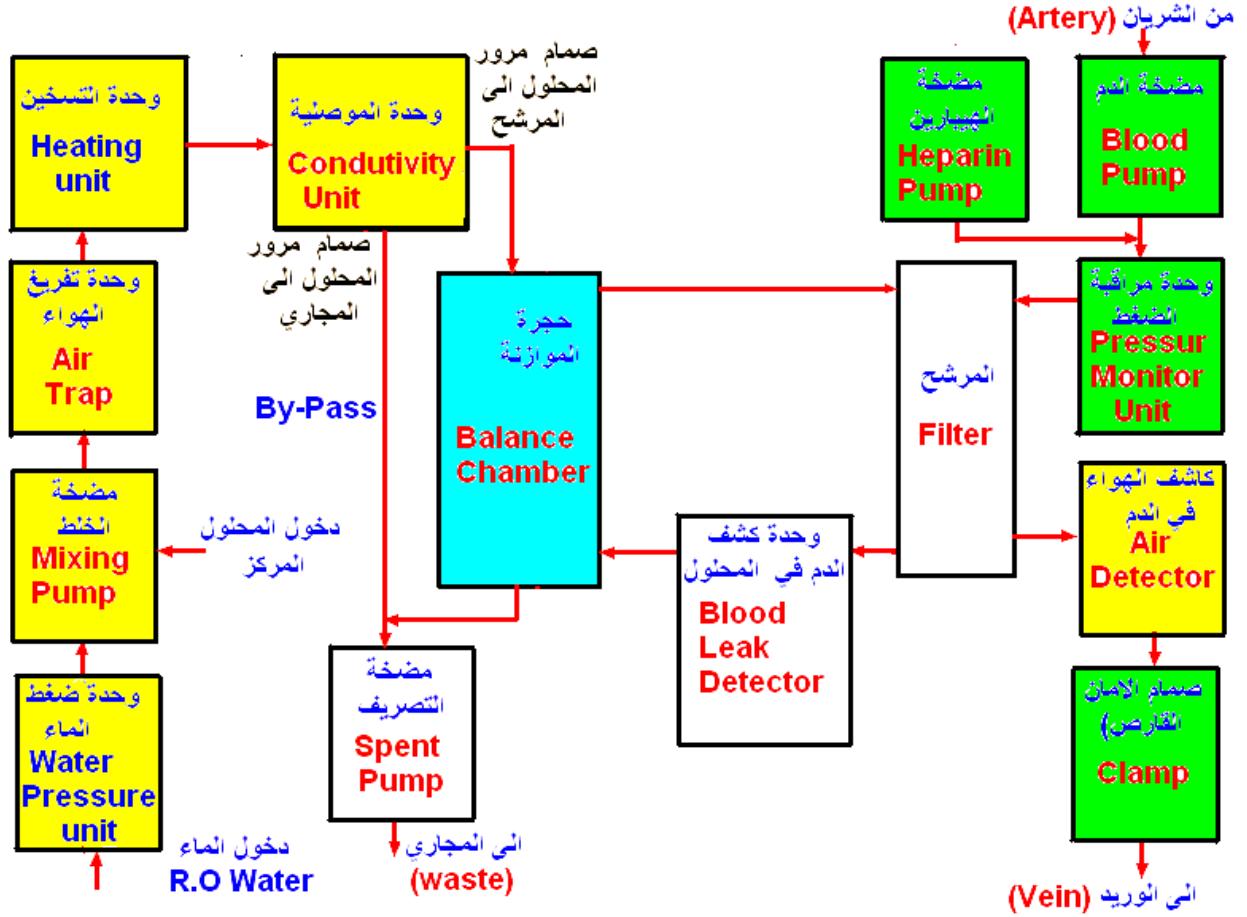 من الشريان (Artery)
صمام مرور
المحلول الى
المرشح
وحدة التسخين
Heating
unit
وحدة الموصلية
Condutivity
Unit
مضخة
الهيبارين
Heparin
Pump
مضخة الدم
Blood
Pump
صمام مرور
المحلول الى
المجاري
وحدة تفريغ
الهواء
Air
Trap
By-Pass
حجرة
الموازنة
Balance
Chamber
المرشح
Filter
وحدة مراقبة
الضغط
Pressur
Monitor
Unit
مضخة
الخلط
Mixing
Pump
دخول المحلول
المركز
وحدة كشف
الدم في المحلول
Blood
Leak
Detector
كاشف الهواء
في الدم
Air
Detector
وحدة ضغط
الماء
Water
Pressure
unit
مضخة
التصريف
Spent
Pump
صمام الامان
القارص)
Clamp
دخول الماء
R.O Water
الى المجاري
(waste)
الى الوريد (Vein)